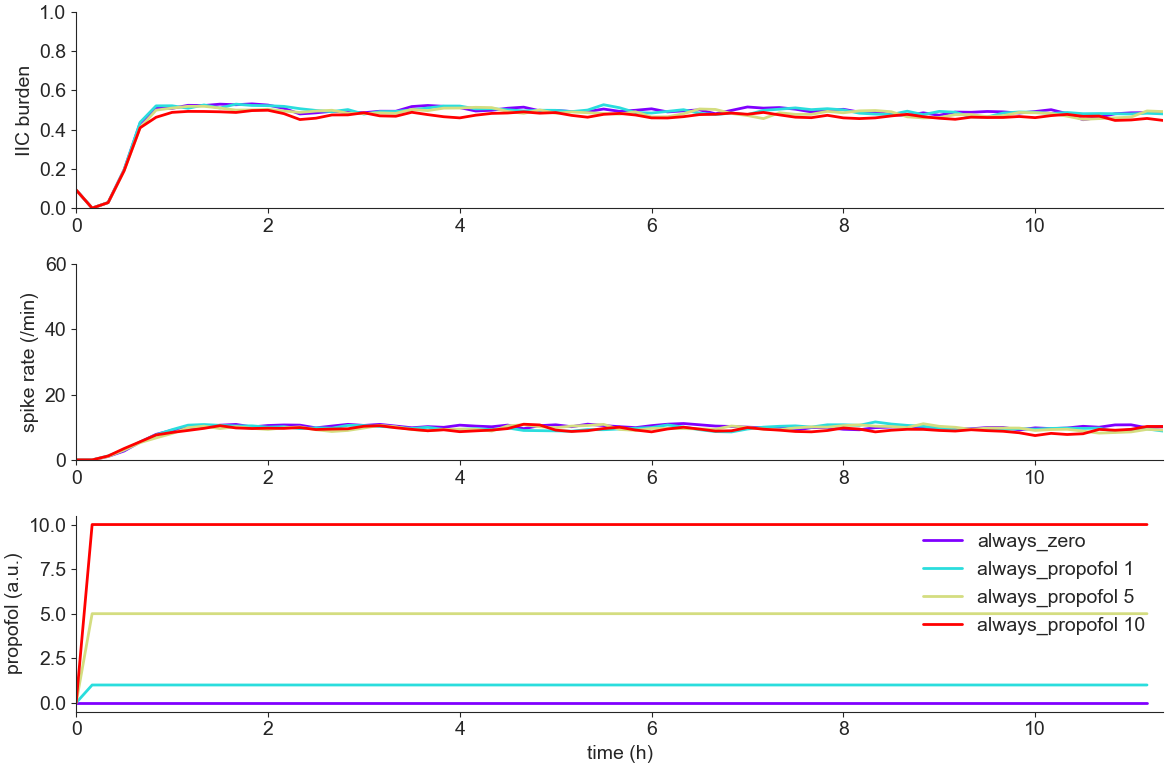 1.0
0.8
0.6
0.4
0.2
0.0
IIC burden
0 2 4 6 8 10
60
40
20
0
spike rate (/min)
0 2 4 6 8 10
10.0
7.5
5.0
2.5
0.0
propofol (a.u.)
always_zero
always_propofol 1
always_propofol 5
always_propofol 10
0 2 4 6 8 10
time (h)